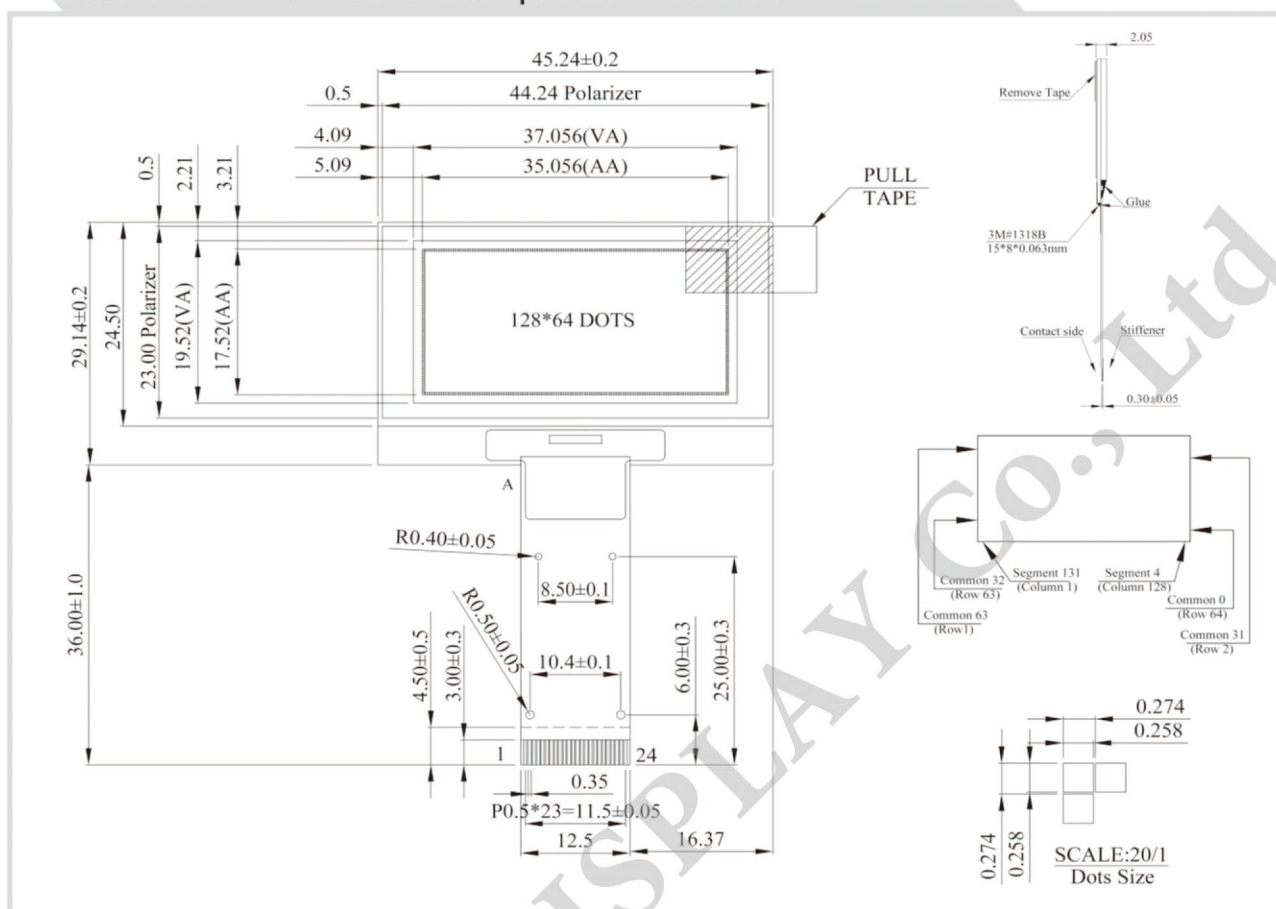 45.24±0.2
0.5
44.24 Polarizer
4.09
37.056(VA)
5.09
35.056(AA)
0.5
2.21
3.21
PULL
TAPE
29.14±0.2
24.50
23.00 Polarizer
19.52(VA)
17.52(AA)
128*64 DOTS
A
36.00±1.0
R0.40±0.05
8.50±0.1
R0.50±0.05
10.4±0.1
4.50±0.5
3.00±0.3
6.00±0.3
25.00±0.3
1
24
0.35
P0.5*23=11.5±0.05
12.5
16.37
2.05
Remove Tape
Glue
3M#1318B
15*8*0.063mm
Contact side
Stiffener
0.30±0.05
Common 32
(Row 63)
Segment 131
(Column 1)
Segment 4
(Column 128)
Common 0
(Row 64)
Common 63
(Row1)
Common 31
(Row 2)
0.274
0.258
0.274
0.258
SCALE:20/1
Dots Size
ISPLAY Co., Ltd